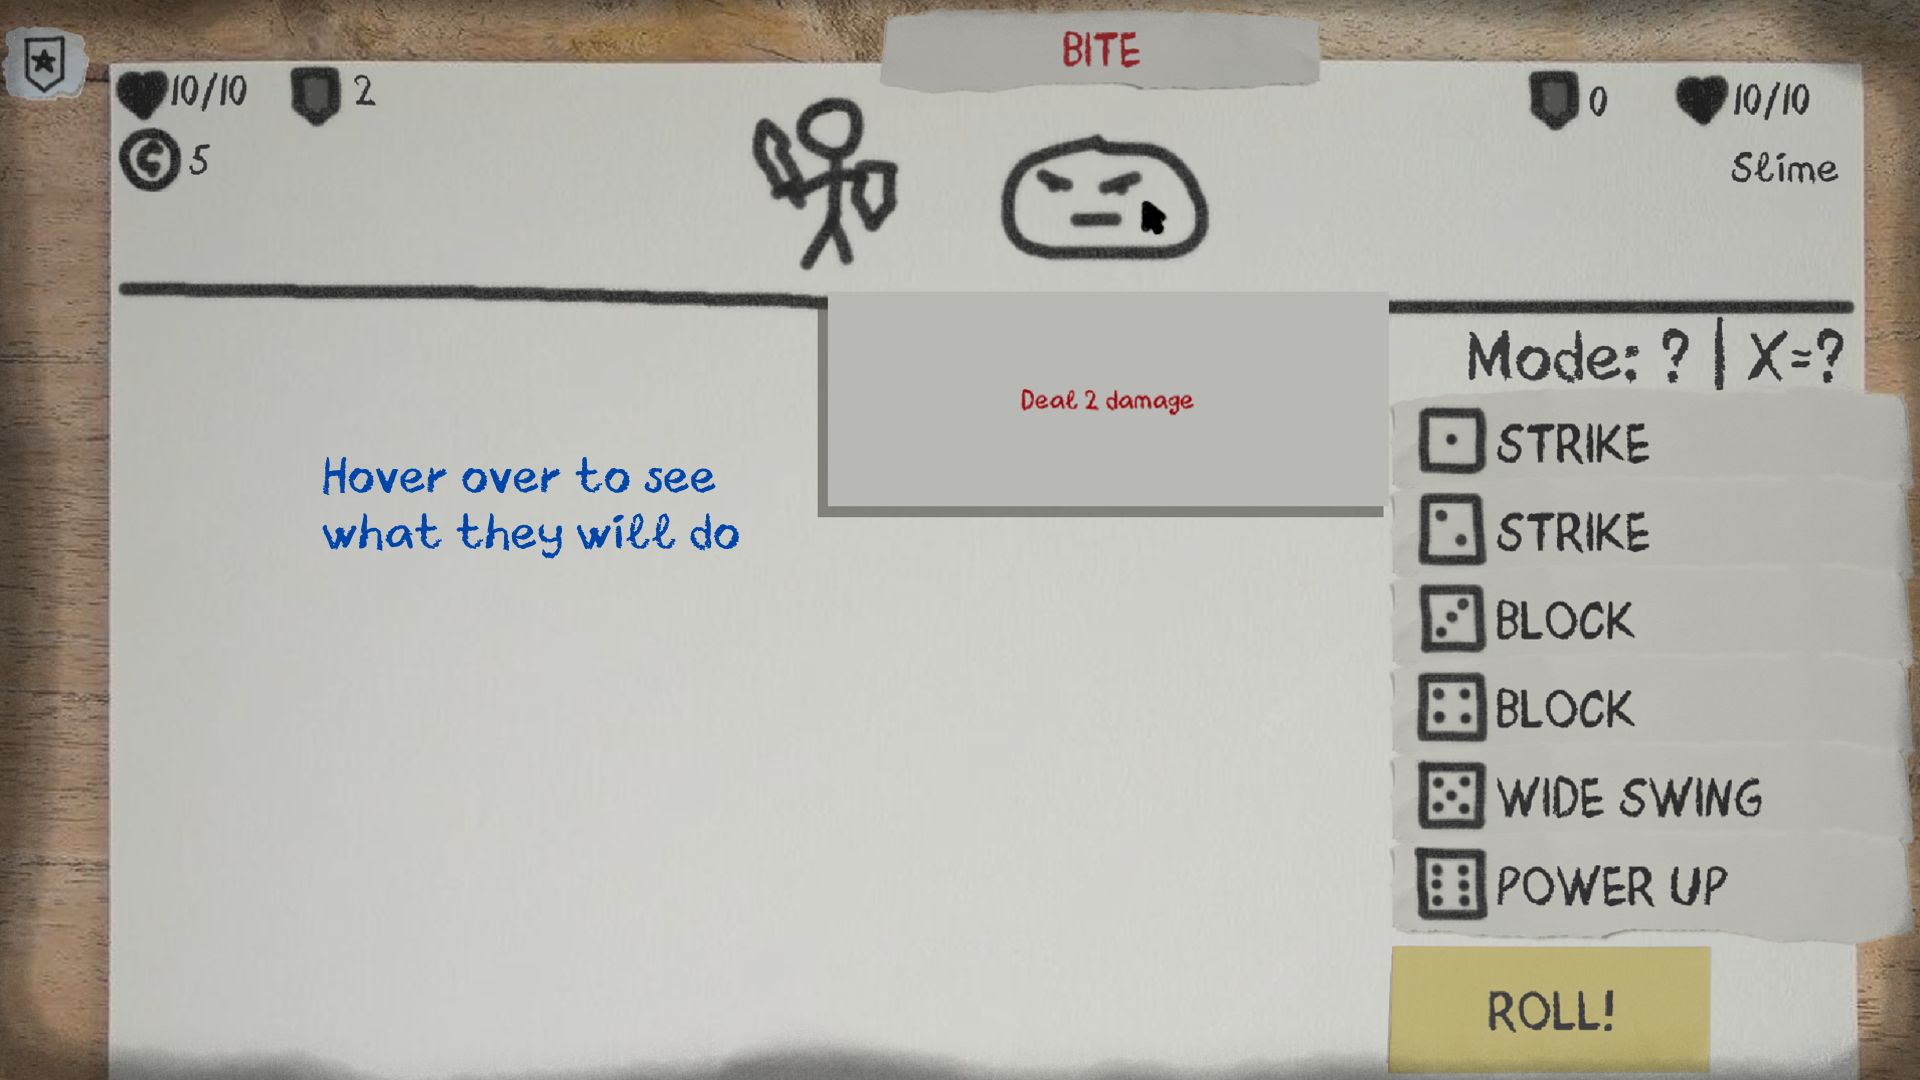 BITE
10/10
2
0
10/10
5
Slime
Mode: ? | X=?
Deal 2 damage
Hover over to see
what they will do
STRIKE
STRIKE
BLOCK
BLOCK
WIDE SWING
POWER UP
ROLL!